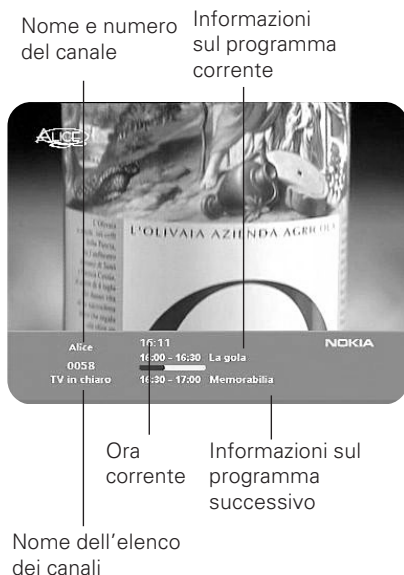 Nome e numero
del canale
Informazioni
sul programma
corrente
ALICE
L'OLIVAIA AZIENDA
Alice
0058
TV in chiaro
16:11
16:00 - 16:30 La gola
16:30 - 17:00 Memorabilia
NOKIA
Ora
corrente
Informazioni sul
programma
successivo
Nome dell'elenco
dei canali